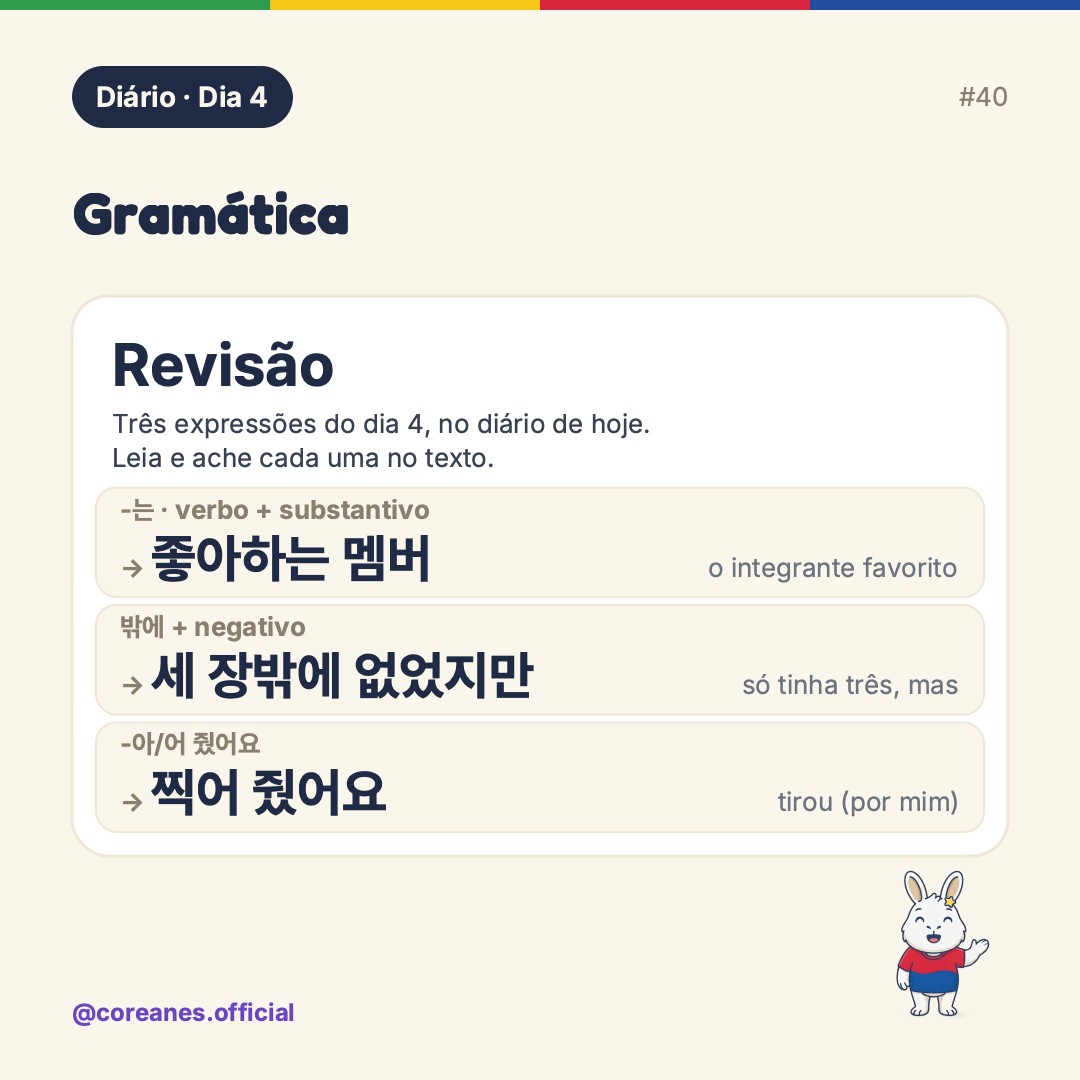 Diário · Dia 4
#40
Gramática
Revisão
Três expressões do dia 4, no diário de hoje.
Leia e ache cada uma no texto.
-는 · verbo + substantivo
→ 좋아하는 멤버
o integrante favorito
밖에 + negativo
→ 세 장밖에 없었지만
só tinha três, mas
-아/어 줬어요
→ 찍어 줬어요
tirou (por mim)
@coreanes.official